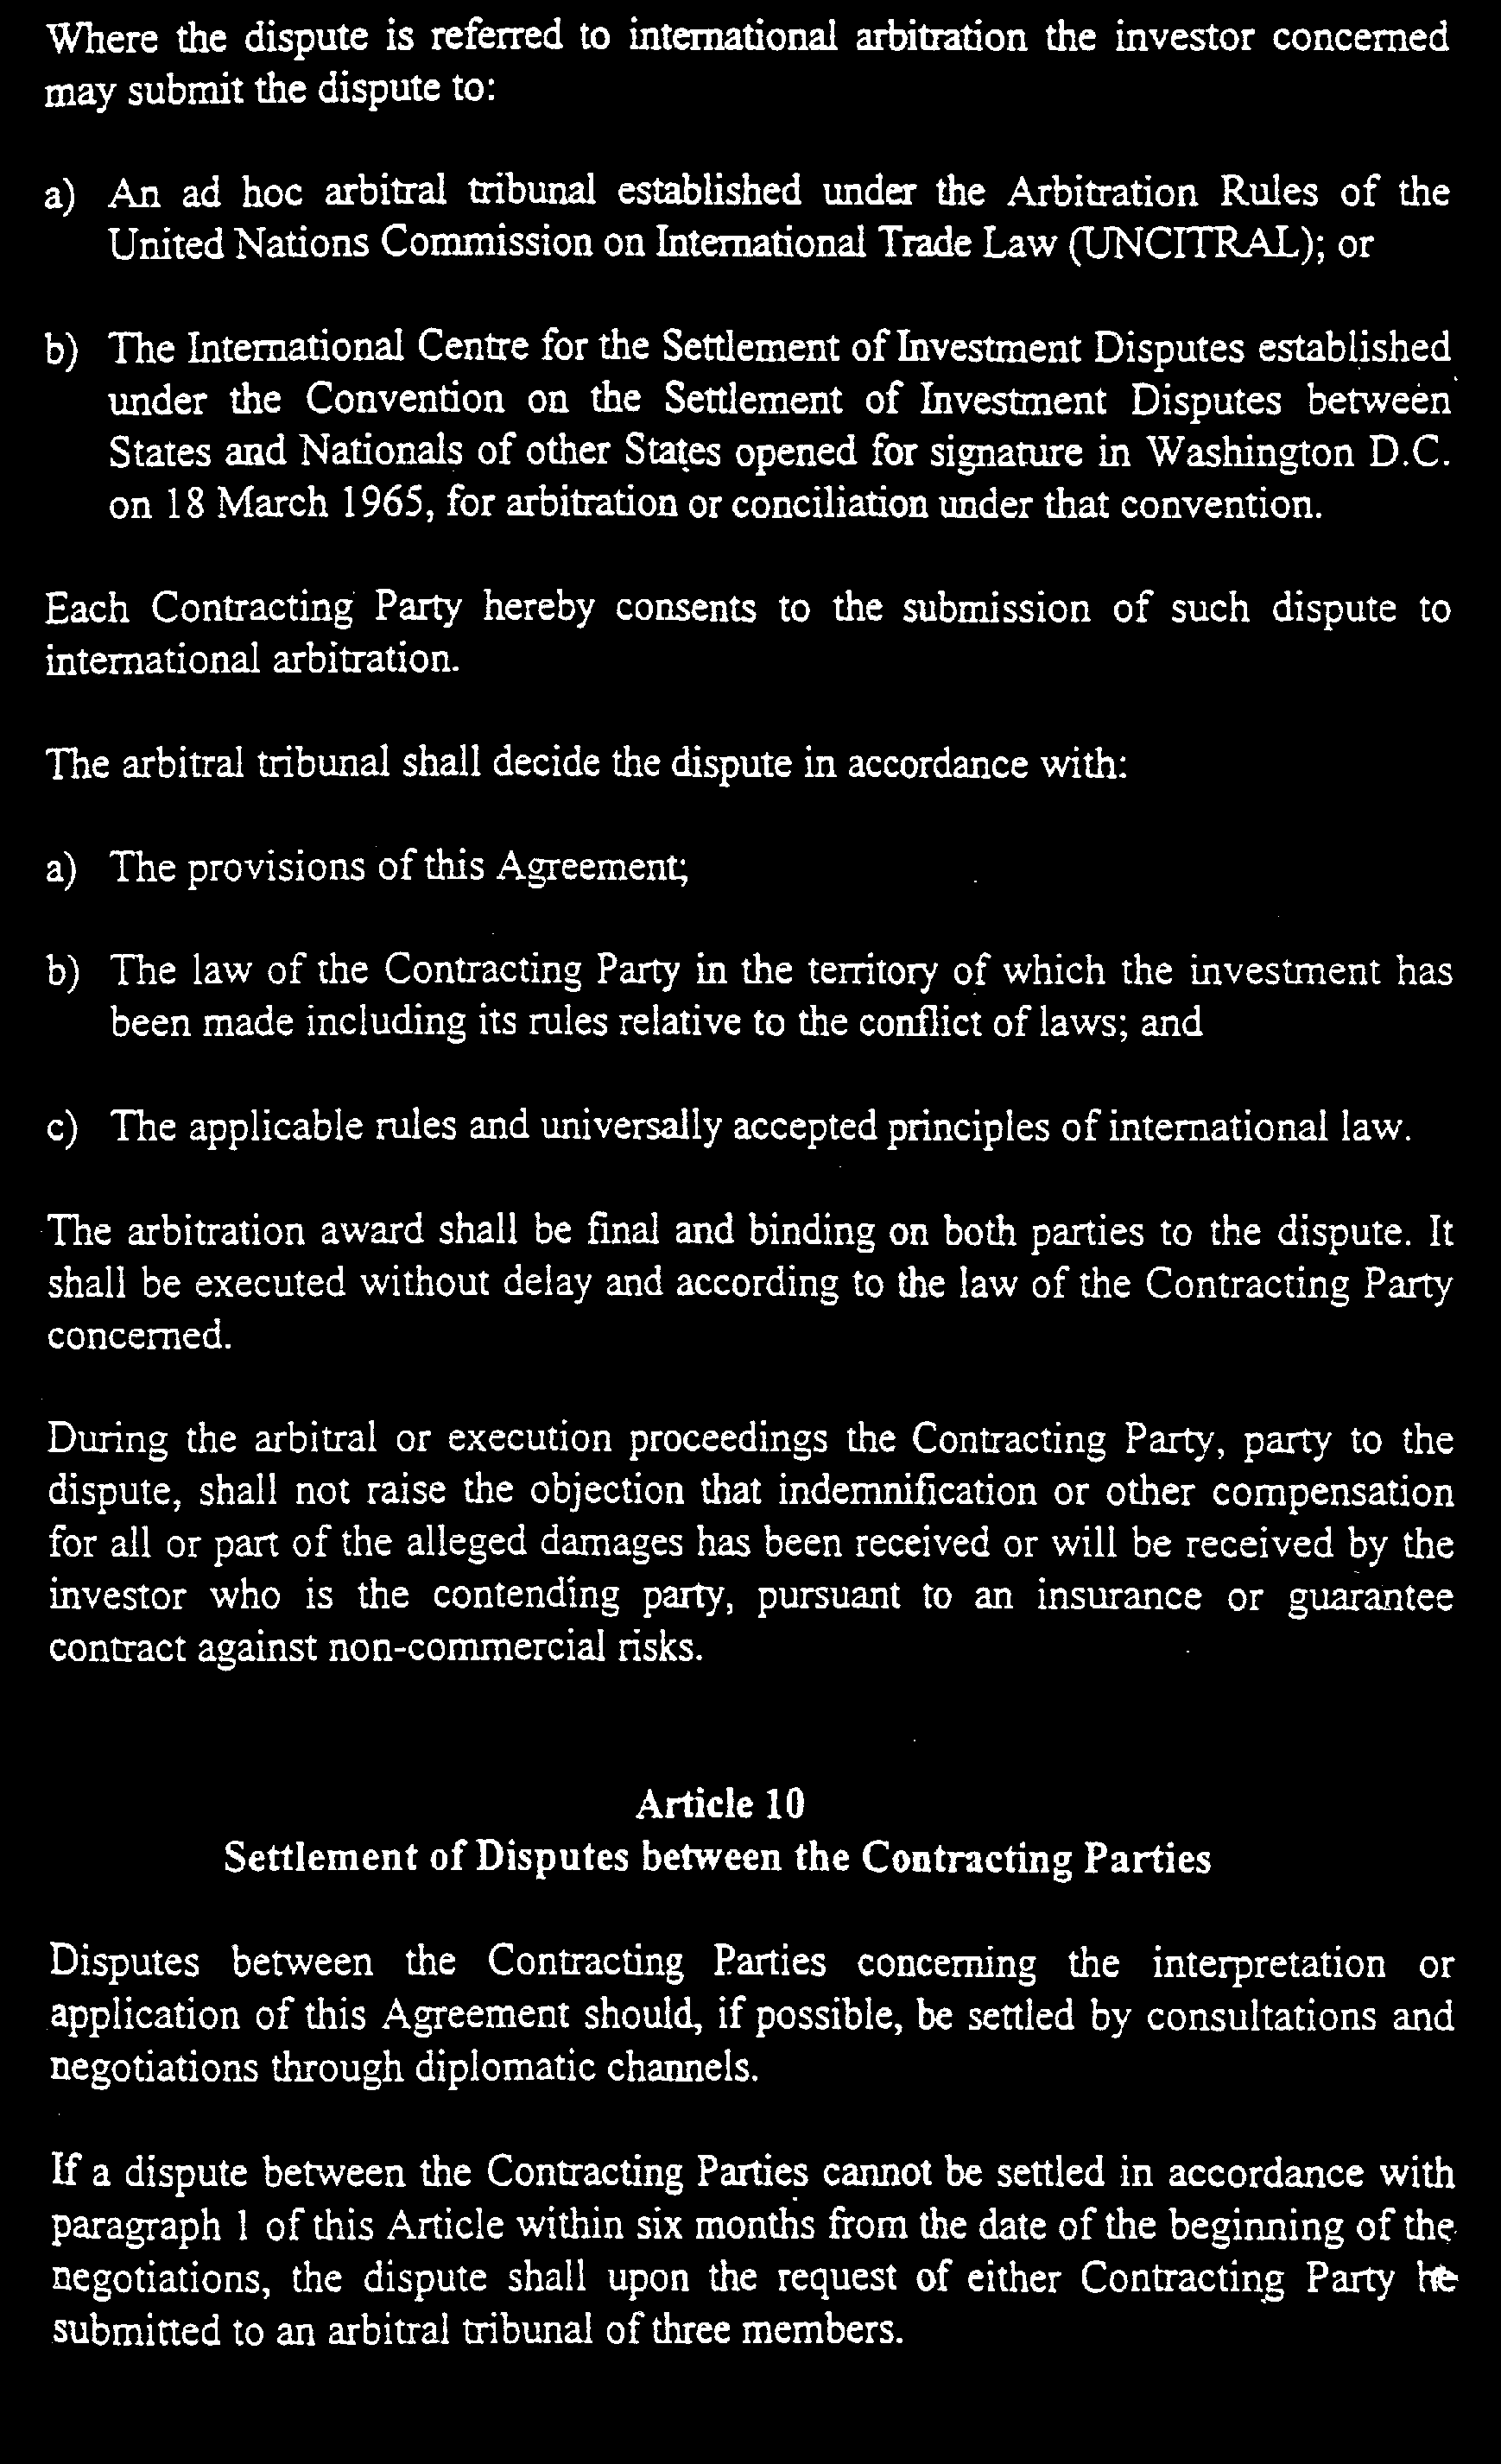 Where the dispute is referred to international arbitration the investor concerned
may submit the dispute to:
a) An ad hoc arbitral tribunal established under the Arbitration Rules of the
United Nations Commission on International Trade Law (UNCITRAL); or
b) The International Centre for the Settlement of Investment Disputes established
under the Convention on the Settlement of Investment Disputes between
States and Nationals of other States opened for signature in Washington D.C.
on 18 March 1965, for arbitration or conciliation under that convention.
Each Contracting Party hereby consents to the submission of such dispute to
international arbitration.
The arbitral tribunal shall decide the dispute in accordance with:
a) The provisions of this Agreement;
b) The law of the Contracting Party in the territory of which the investment has
been made including its rules relative to the conflict of laws; and
c) The applicable rules and universally accepted principles of international law.
The arbitration award shall be final and binding on both parties to the dispute. It
shall be executed without delay and according to the law of the Contracting Party
concerned.
During the arbitral or execution proceedings the Contracting Party, party to the
dispute, shall not raise the objection that indemnification or other compensation
for all or part of the alleged damages has been received or will be received by the
investor who is the contending party, pursuant to an insurance or guarantee
contract against non-commercial risks.
Article 10
Settlement of Disputes between the Contracting Parties
Disputes between the Contracting Parties concerning the interpretation or
application of this Agreement should, if possible, be settled by consultations and
negotiations through diplomatic channels.
If a dispute between the Contracting Parties cannot be settled in accordance with
paragraph 1 of this Article within six months from the date of the beginning of the
negotiations, the dispute shall upon the request of either Contracting Party be
submitted to an arbitral tribunal of three members.